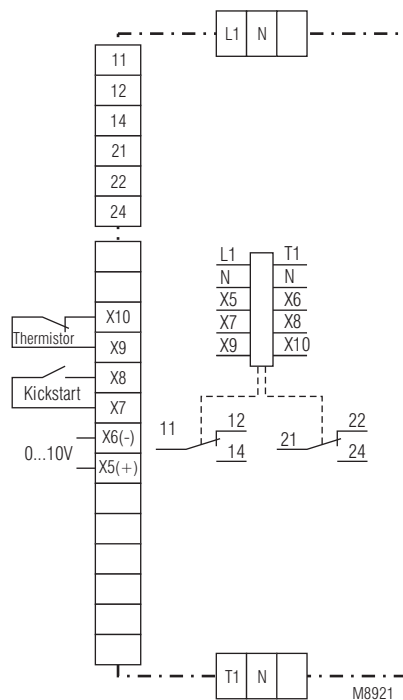 L1 N
11
12
14
21
22
24
X10
X9
X8
X7
X6(-)
X5(+)
Thermistor
Kickstart
0...10V
L1 T1
N N
X5 X6
X7 X8
X9 X10
11 12 14
21 22 24
T1 N
M8921